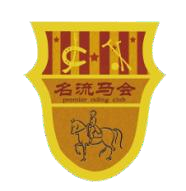 名流马会
premier riding club